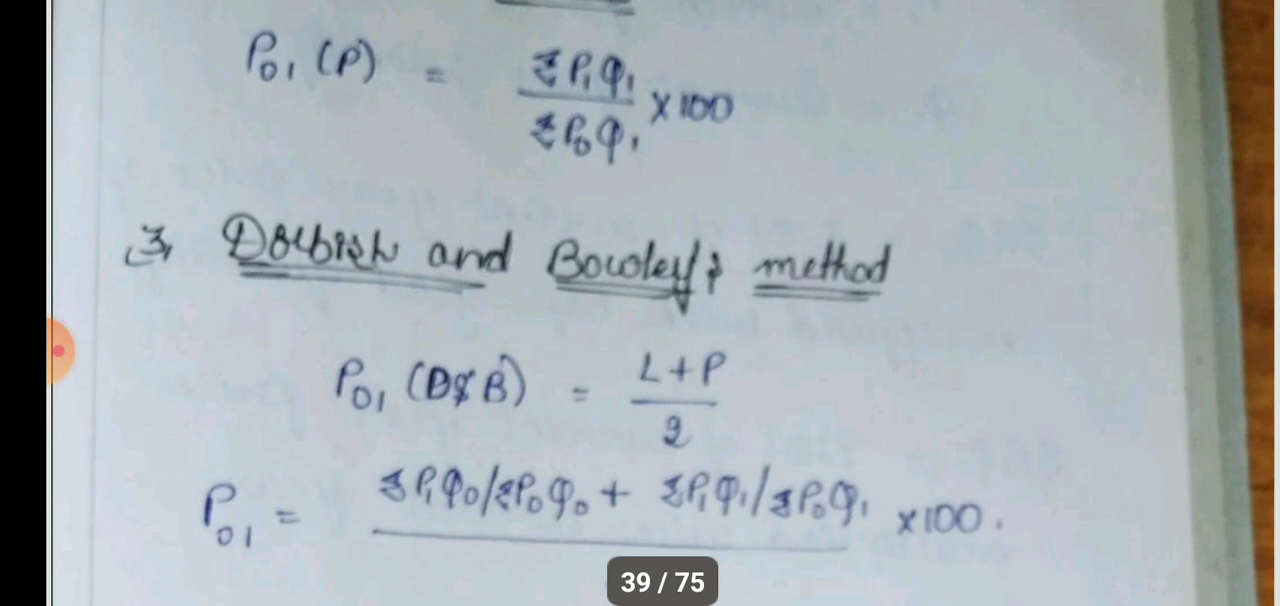 P01 (P) = ΣP1q1 / ΣP0q1 × 100
3, Dorbish and Bowley's method
P01 (D&B) = L+P / 2
P01 = ΣP1q0/ΣP0q0 + ΣP1q1/ΣP0q1 × 100.
39 / 75